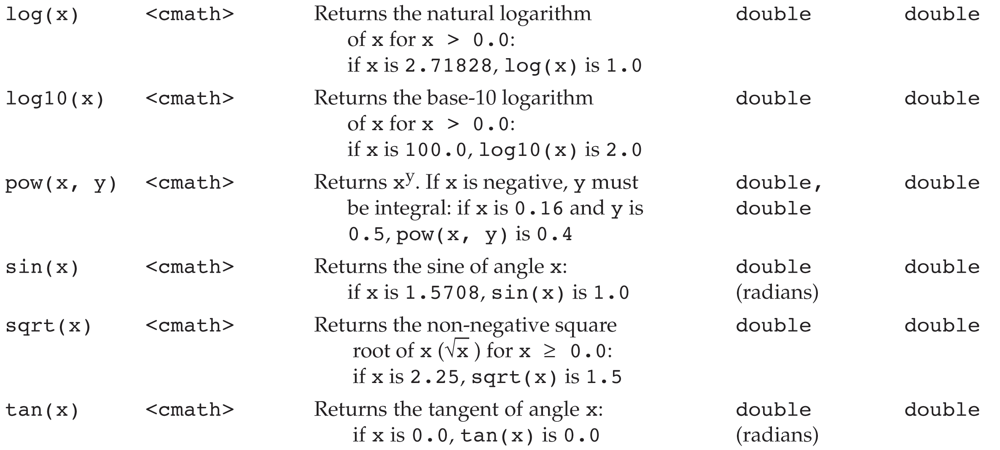 log(x) <cmath> Returns the natural logarithm double double
of x for x > 0.0:
if x is 2.71828, log(x) is 1.0
log10(x) <cmath> Returns the base-10 logarithm double double
of x for x > 0.0:
if x is 100.0, log10(x) is 2.0
pow(x, y) <cmath> Returns xʸ. If x is negative, y must double, double
be integral: if x is 0.16 and y is double
0.5, pow(x, y) is 0.4
sin(x) <cmath> Returns the sine of angle x: double double
if x is 1.5708, sin(x) is 1.0 (radians)
sqrt(x) <cmath> Returns the non-negative square double double
root of x (√x ) for x ≥ 0.0:
if x is 2.25, sqrt(x) is 1.5
tan(x) <cmath> Returns the tangent of angle x: double double
if x is 0.0, tan(x) is 0.0 (radians)